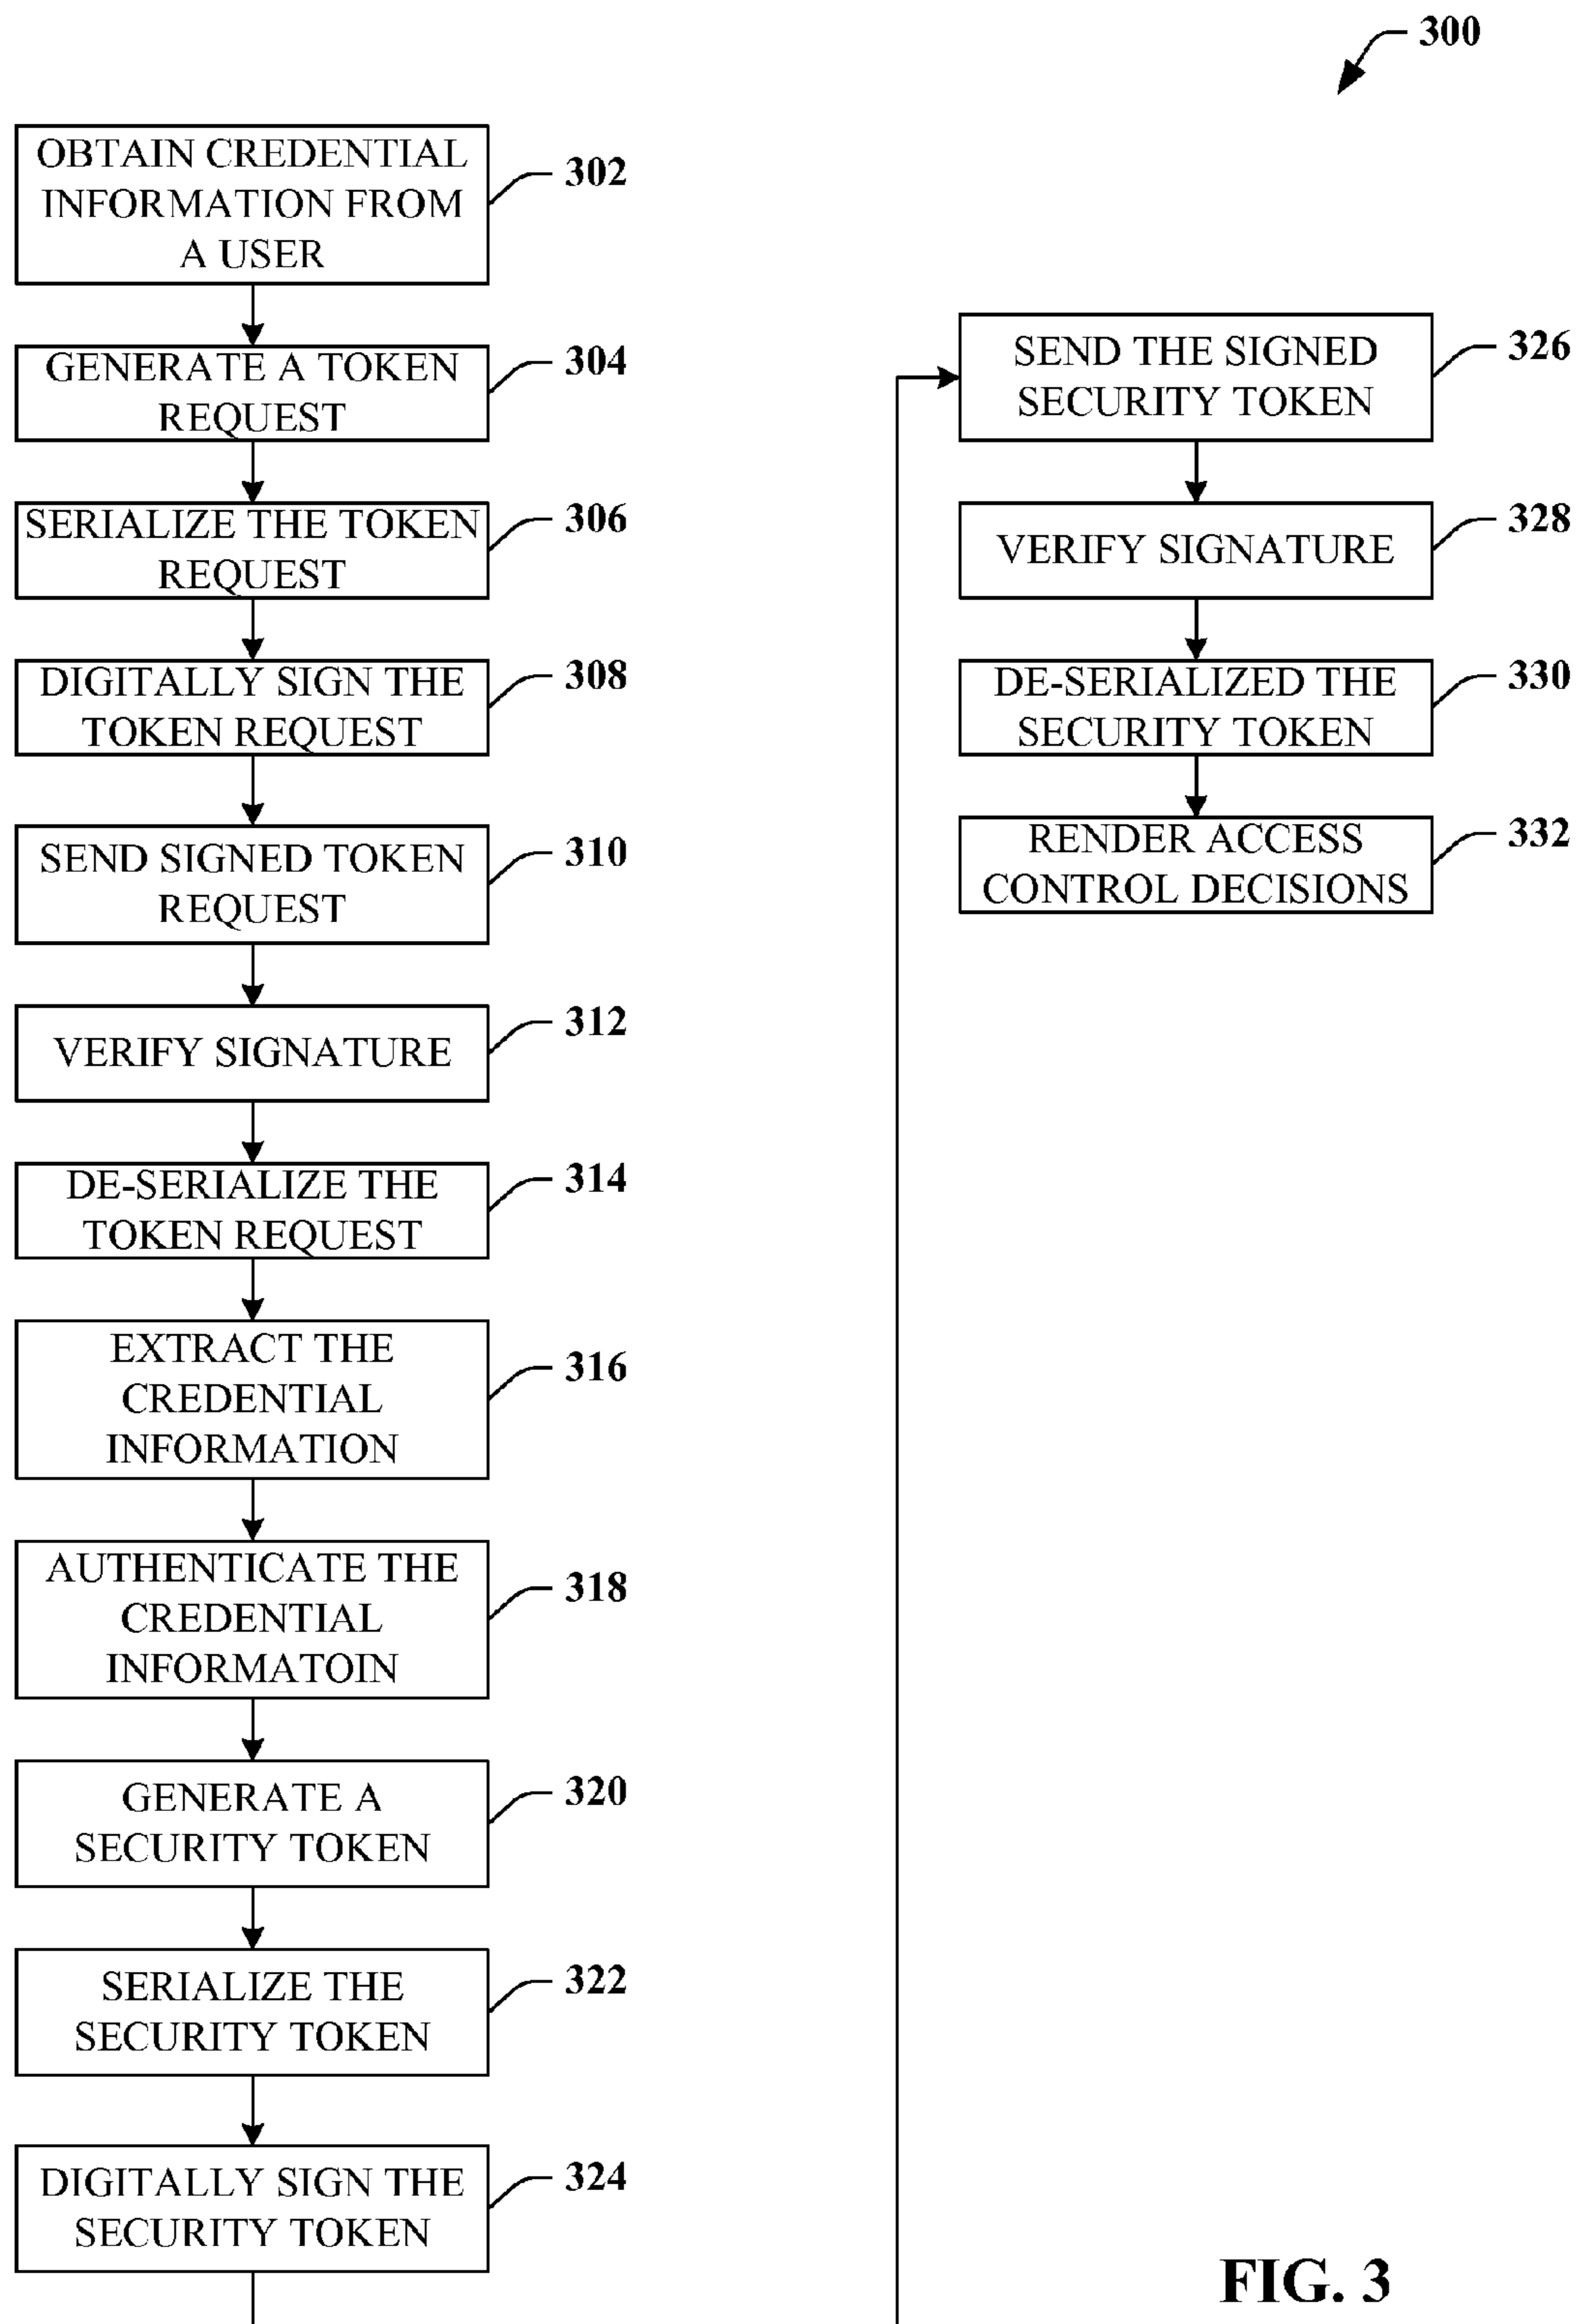 300
OBTAIN CREDENTIAL
INFORMATION FROM
A USER
302
GENERATE A TOKEN
REQUEST
304
SERIALIZE THE TOKEN
REQUEST
306
DIGITALLY SIGN THE
TOKEN REQUEST
308
SEND SIGNED TOKEN
REQUEST
310
VERIFY SIGNATURE
312
DE-SERIALIZE THE
TOKEN REQUEST
314
EXTRACT THE
CREDENTIAL
INFORMATION
316
AUTHENTICATE THE
CREDENTIAL
INFORMATOIN
318
GENERATE A
SECURITY TOKEN
320
SERIALIZE THE
SECURITY TOKEN
322
DIGITALLY SIGN THE
SECURITY TOKEN
324
SEND THE SIGNED
SECURITY TOKEN
326
VERIFY SIGNATURE
328
DE-SERIALIZED THE
SECURITY TOKEN
330
RENDER ACCESS
CONTROL DECISIONS
332
FIG. 3